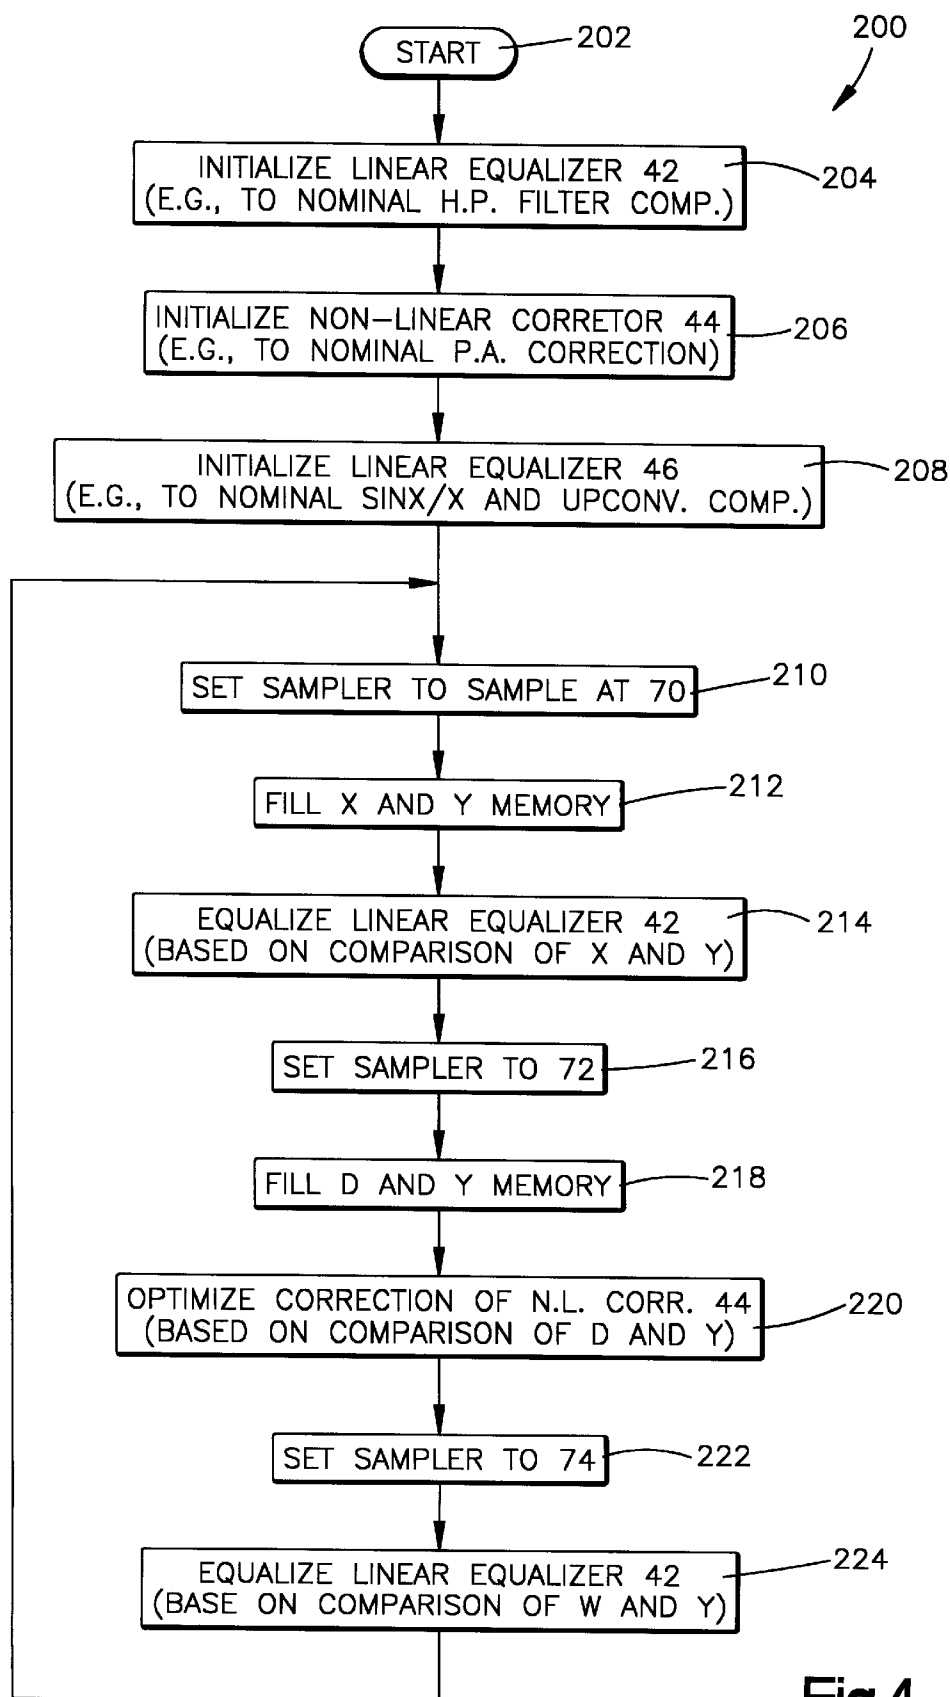 START
202
200
INITIALIZE LINEAR EQUALIZER 42
(E.G., TO NOMINAL H.P. FILTER COMP.)
204
INITIALIZE NON-LINEAR CORRETOR 44
(E.G., TO NOMINAL P.A. CORRECTION)
206
INITIALIZE LINEAR EQUALIZER 46
(E.G., TO NOMINAL SINX/X AND UPCONV. COMP.)
208
SET SAMPLER TO SAMPLE AT 70
210
FILL X AND Y MEMORY
212
EQUALIZE LINEAR EQUALIZER 42
(BASED ON COMPARISON OF X AND Y)
214
SET SAMPLER TO 72
216
FILL D AND Y MEMORY
218
OPTIMIZE CORRECTION OF N.L. CORR. 44
(BASED ON COMPARISON OF D AND Y)
220
SET SAMPLER TO 74
222
EQUALIZE LINEAR EQUALIZER 42
(BASE ON COMPARISON OF W AND Y)
224
Fig.4